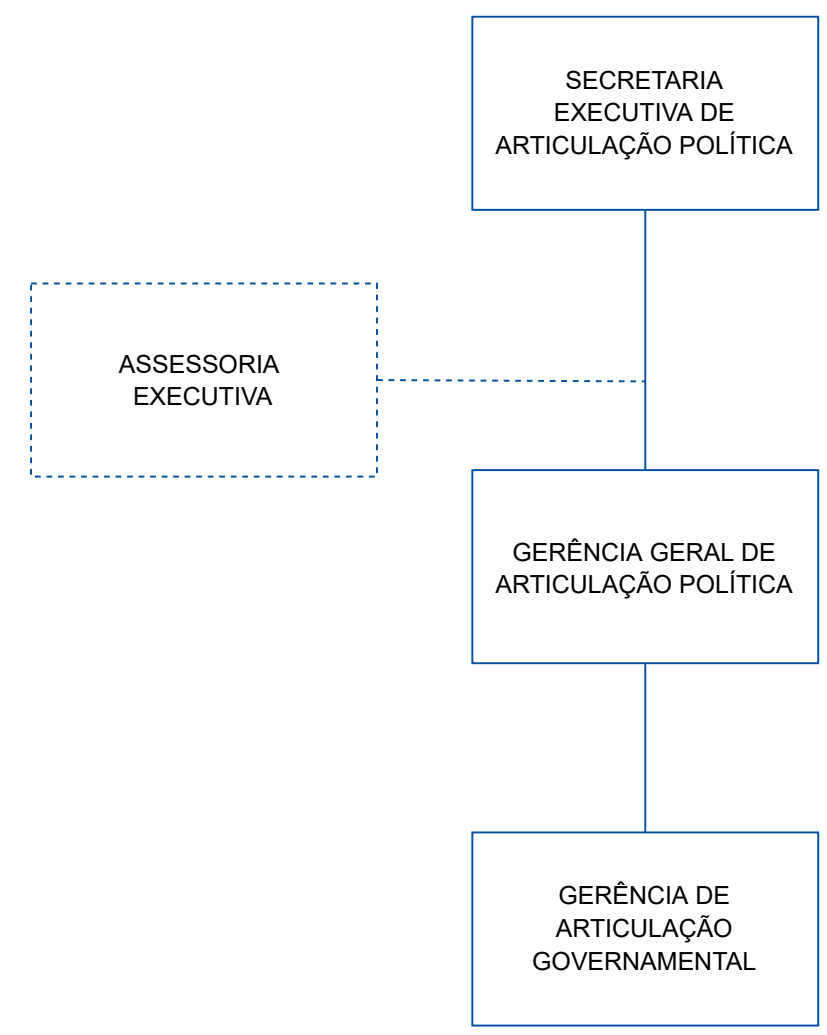 SECRETARIA
EXECUTIVA DE
ARTICULAÇÃO POLÍTICA
ASSESSORIA
EXECUTIVA
GERÊNCIA GERAL DE
ARTICULAÇÃO POLÍTICA
GERÊNCIA DE
ARTICULAÇÃO
GOVERNAMENTAL